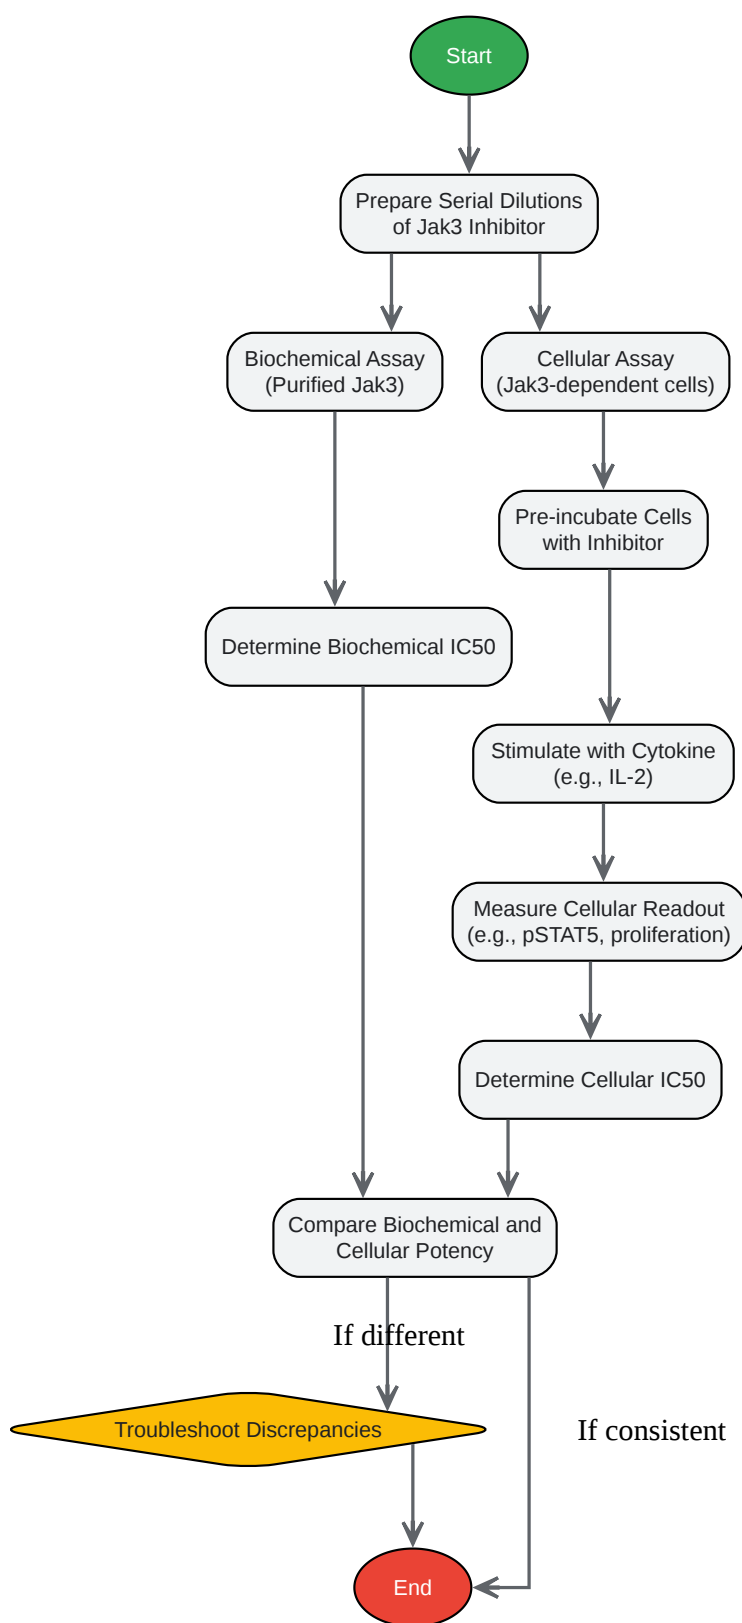 Start
Prepare Serial Dilutions
of Jak3 Inhibitor
Biochemical Assay
(Purified Jak3)
Cellular Assay
(Jak3-dependent cells)
Pre-incubate Cells
with Inhibitor
Determine Biochemical IC50
Stimulate with Cytokine
(e.g., IL-2)
Measure Cellular Readout
(e.g., pSTAT5, proliferation)
Determine Cellular IC50
Compare Biochemical and
Cellular Potency
If different
Troubleshoot Discrepancies
If consistent
End